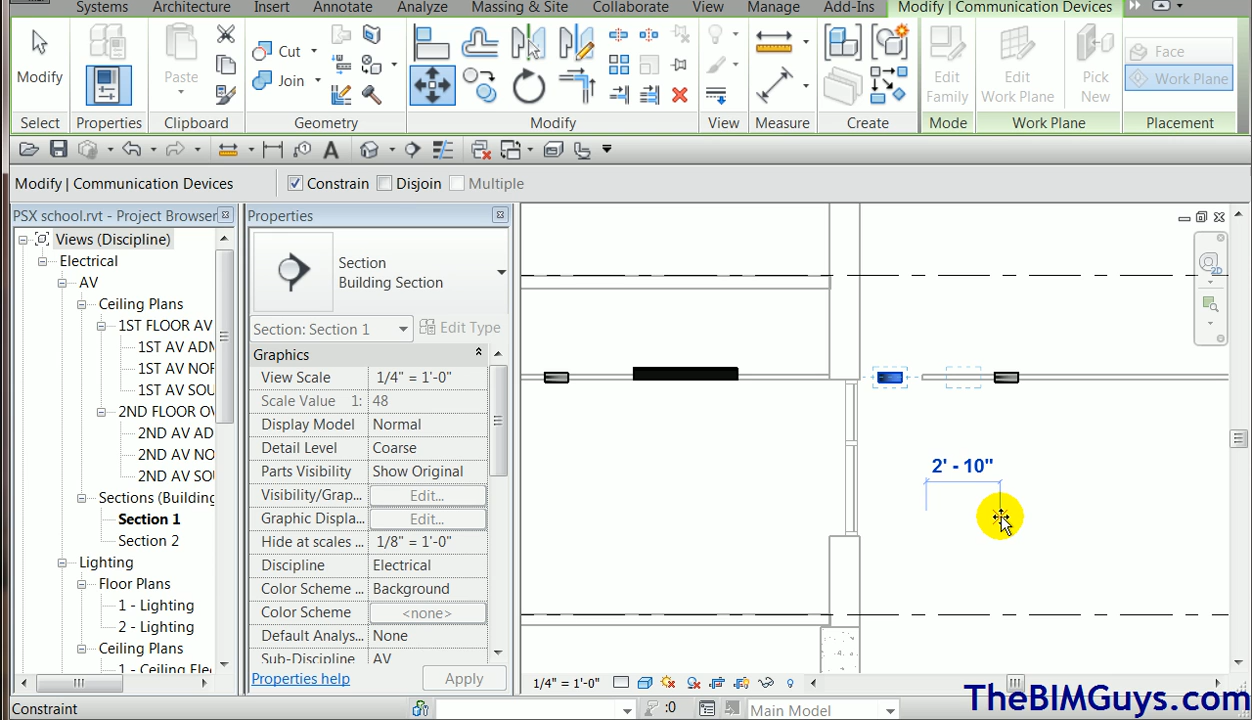 Systems Architecture Insert Annotate Analyze Massing & Site Collaborate View Manage Add-Ins Modify | Communication Devices
Modify
Paste
Cut
Join
Edit Family
Edit Work Plane
Pick New
Face
Work Plane
Select Properties Clipboard Geometry Modify View Measure Create Mode Work Plane Placement
Modify | Communication Devices Constrain Disjoin Multiple
PSX school.rvt - Project Browser
Views (Discipline)
Electrical
AV
Ceiling Plans
1ST FLOOR AV
1ST AV ADM
1ST AV NOR
1ST AV SOU
2ND FLOOR OV
2ND AV AD
2ND AV NO
2ND AV SOU
Sections (Building
Section 1
Section 2
Lighting
Floor Plans
1 - Lighting
2 - Lighting
Ceiling Plans
1 - Ceiling Elec
Properties
Section
Building Section
Section: Section 1 Edit Type
Graphics
View Scale 1/4" = 1'-0"
Scale Value 1: 48
Display Model Normal
Detail Level Coarse
Parts Visibility Show Original
Visibility/Grap... Edit...
Graphic Displa... Edit...
Hide at scales ... 1/8" = 1'-0"
Discipline Electrical
Color Scheme ... Background
Color Scheme <none>
Default Analys... None
Sub-Discipline AV
Properties help Apply
2D
2' - 10"
1/4" = 1'-0"
Constraint
:0
Main Model
TheBIMGuys.com